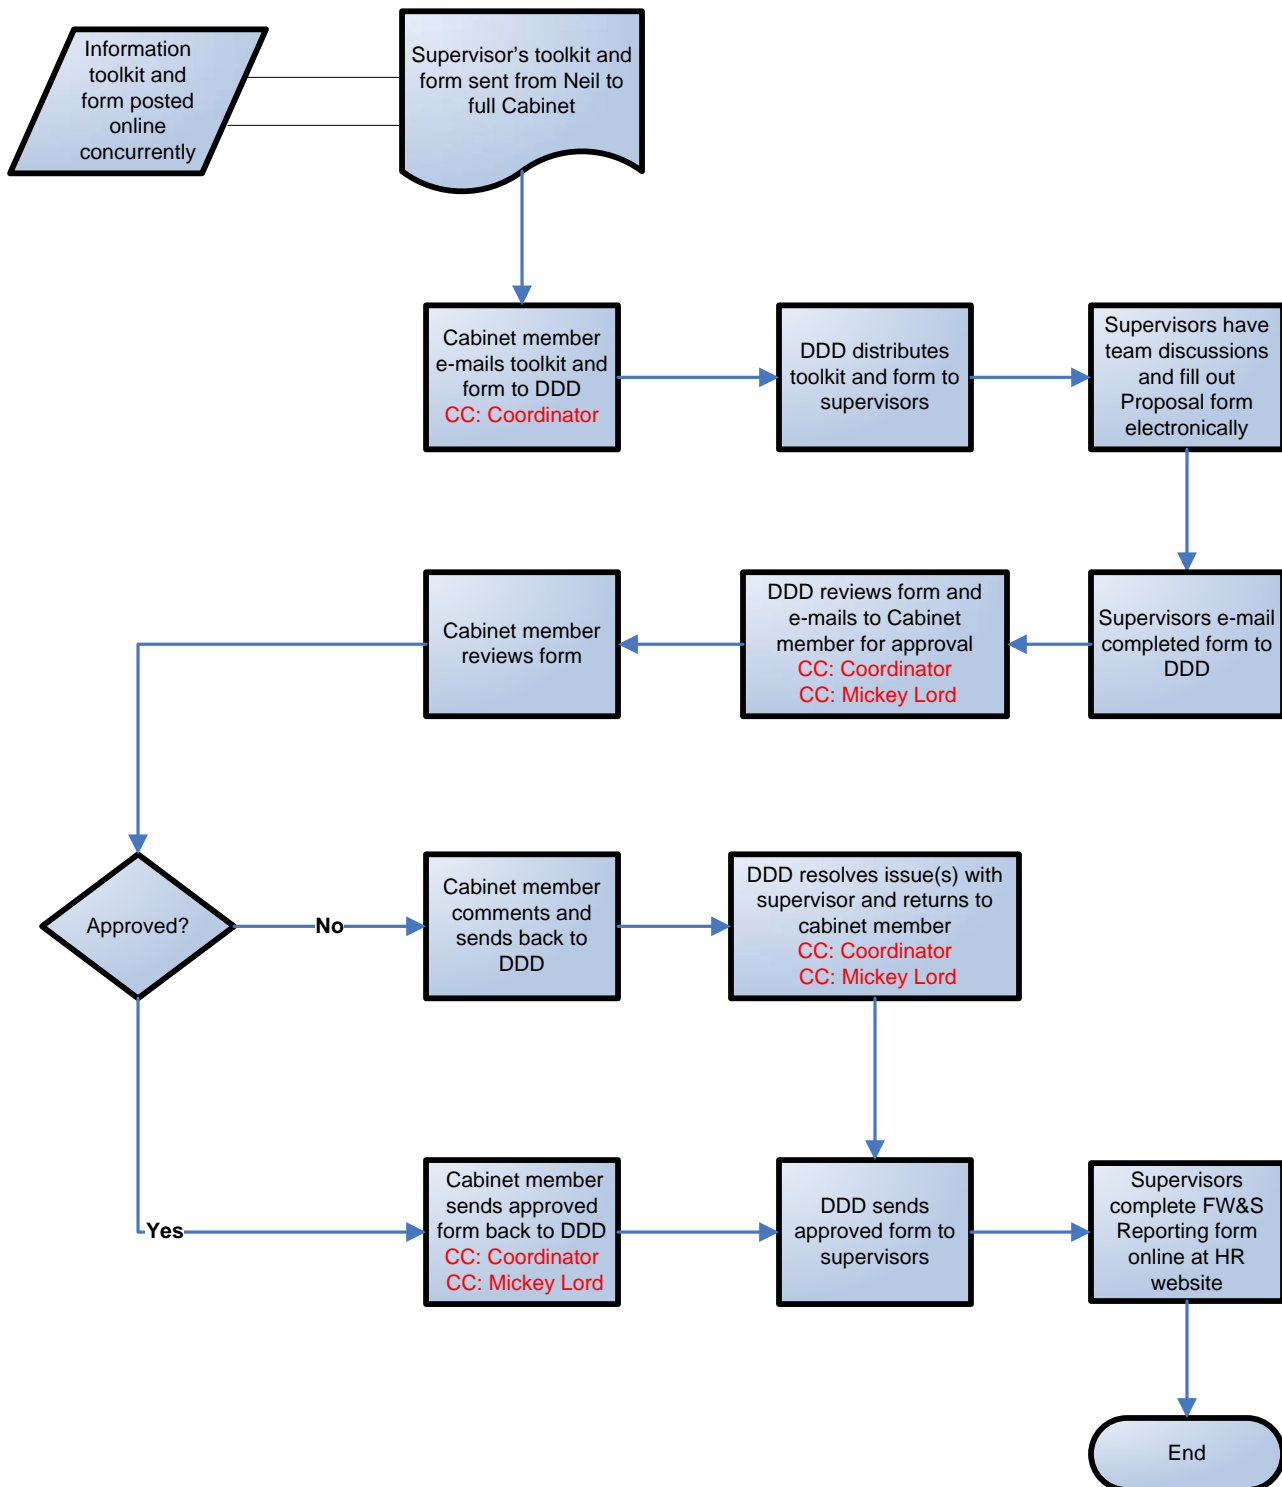 Information
toolkit and
form posted
online
concurrently
Supervisor's toolkit and
form sent from Neil to
full Cabinet
Cabinet member
e-mails toolkit and
form to DDD
CC: Coordinator
DDD distributes
toolkit and form to
supervisors
Supervisors have
team discussions
and fill out
Proposal form
electronically
Supervisors e-mail
completed form to
DDD
DDD reviews form and
e-mails to Cabinet
member for approval
CC: Coordinator
CC: Mickey Lord
Cabinet member
reviews form
Approved?
No
Cabinet member
comments and
sends back to
DDD
DDD resolves issue(s) with
supervisor and returns to
cabinet member
CC: Coordinator
CC: Mickey Lord
Yes
Cabinet member
sends approved
form back to DDD
CC: Coordinator
CC: Mickey Lord
DDD sends
approved form to
supervisors
Supervisors
complete FW&S
Reporting form
online at HR
website
End